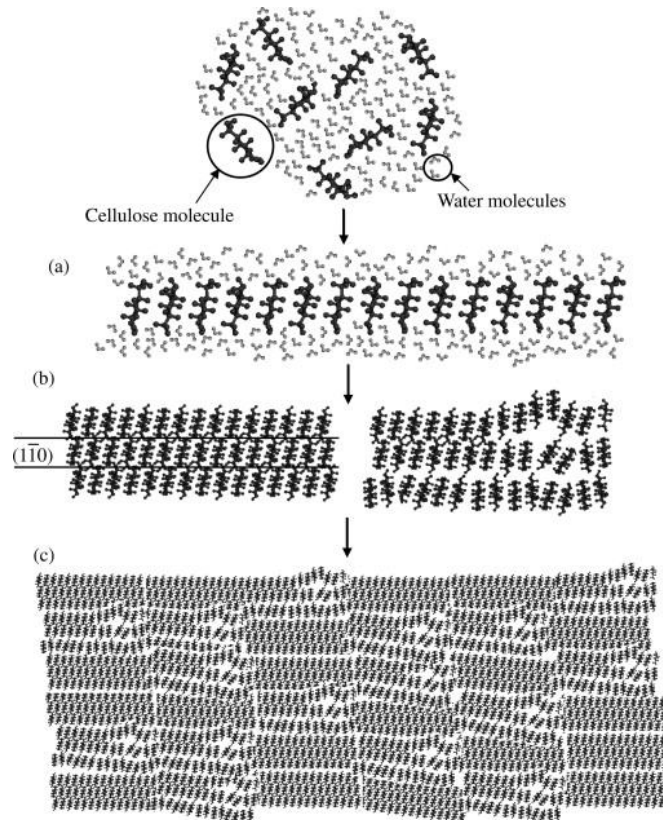 Cellulose molecule
Water molecules
(a)
(b)
(11̅0)
(c)